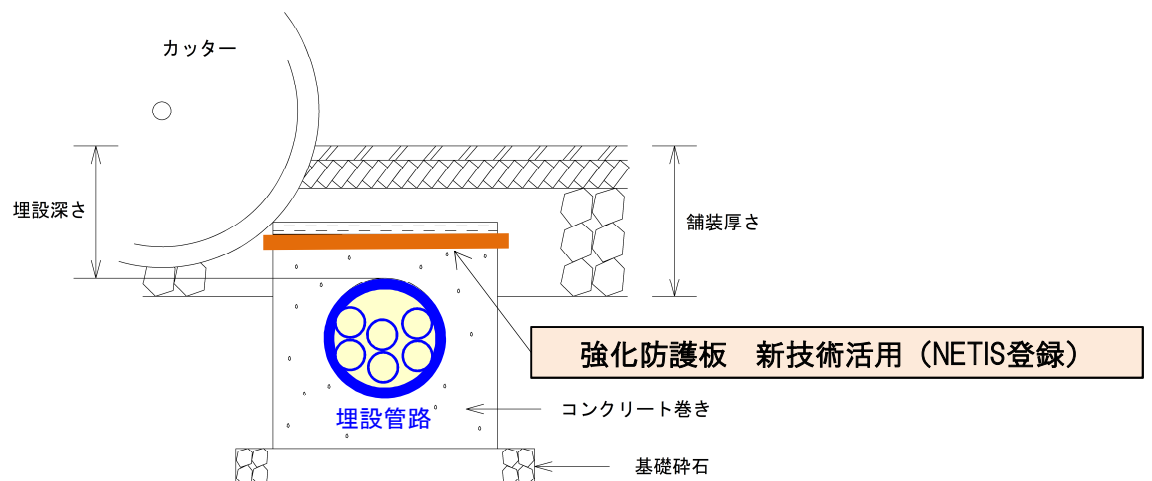 カッター
埋設深さ
舗装厚さ
強化防護板　新技術活用（NETIS登録）
埋設管路
コンクリート巻き
基礎砕石